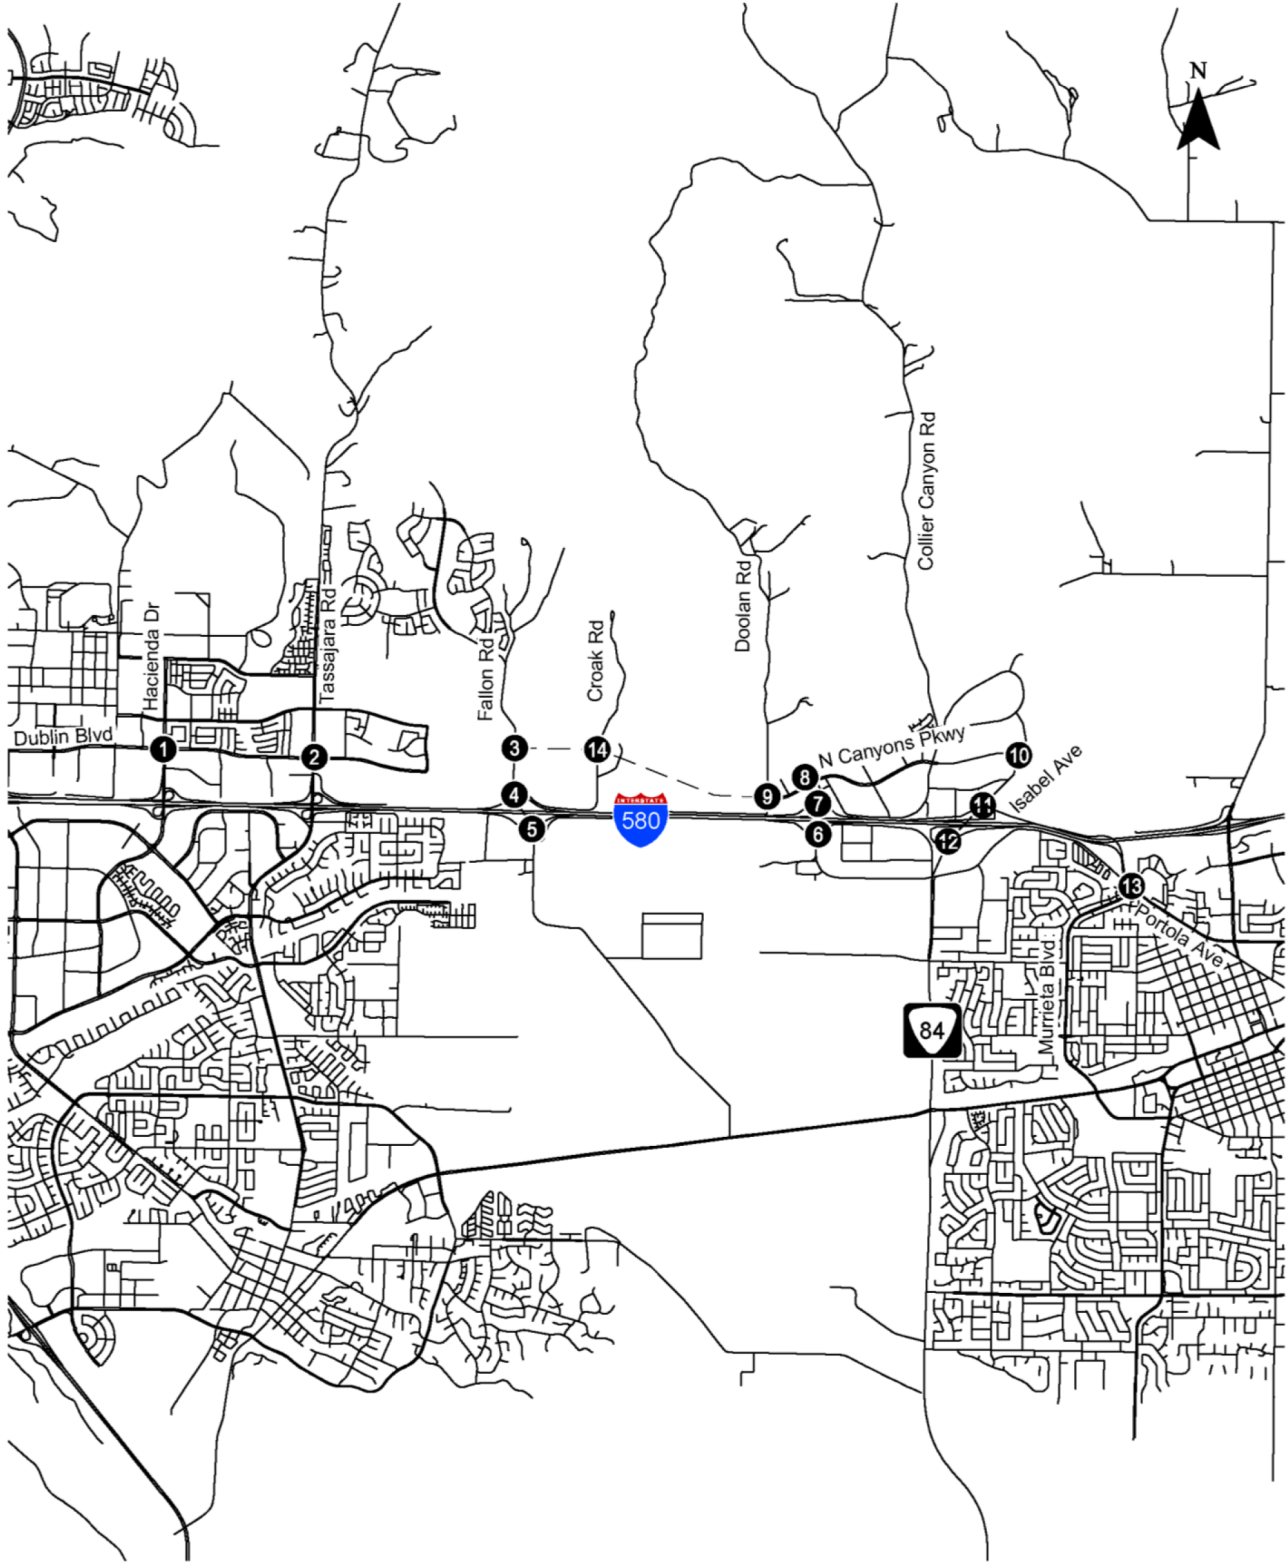 N
Collier Canyon Rd
Doolan Rd
Hacienda Dr
Tassajara Rd
Fallon Rd
Croak Rd
Dublin Blvd
1
2
3
14
N Canyons Pkwy
10
Isabel Ave
8
9
7
11
4
5
INTERSTATE
580
6
12
13
Portola Ave
Murrieta Blvd
84